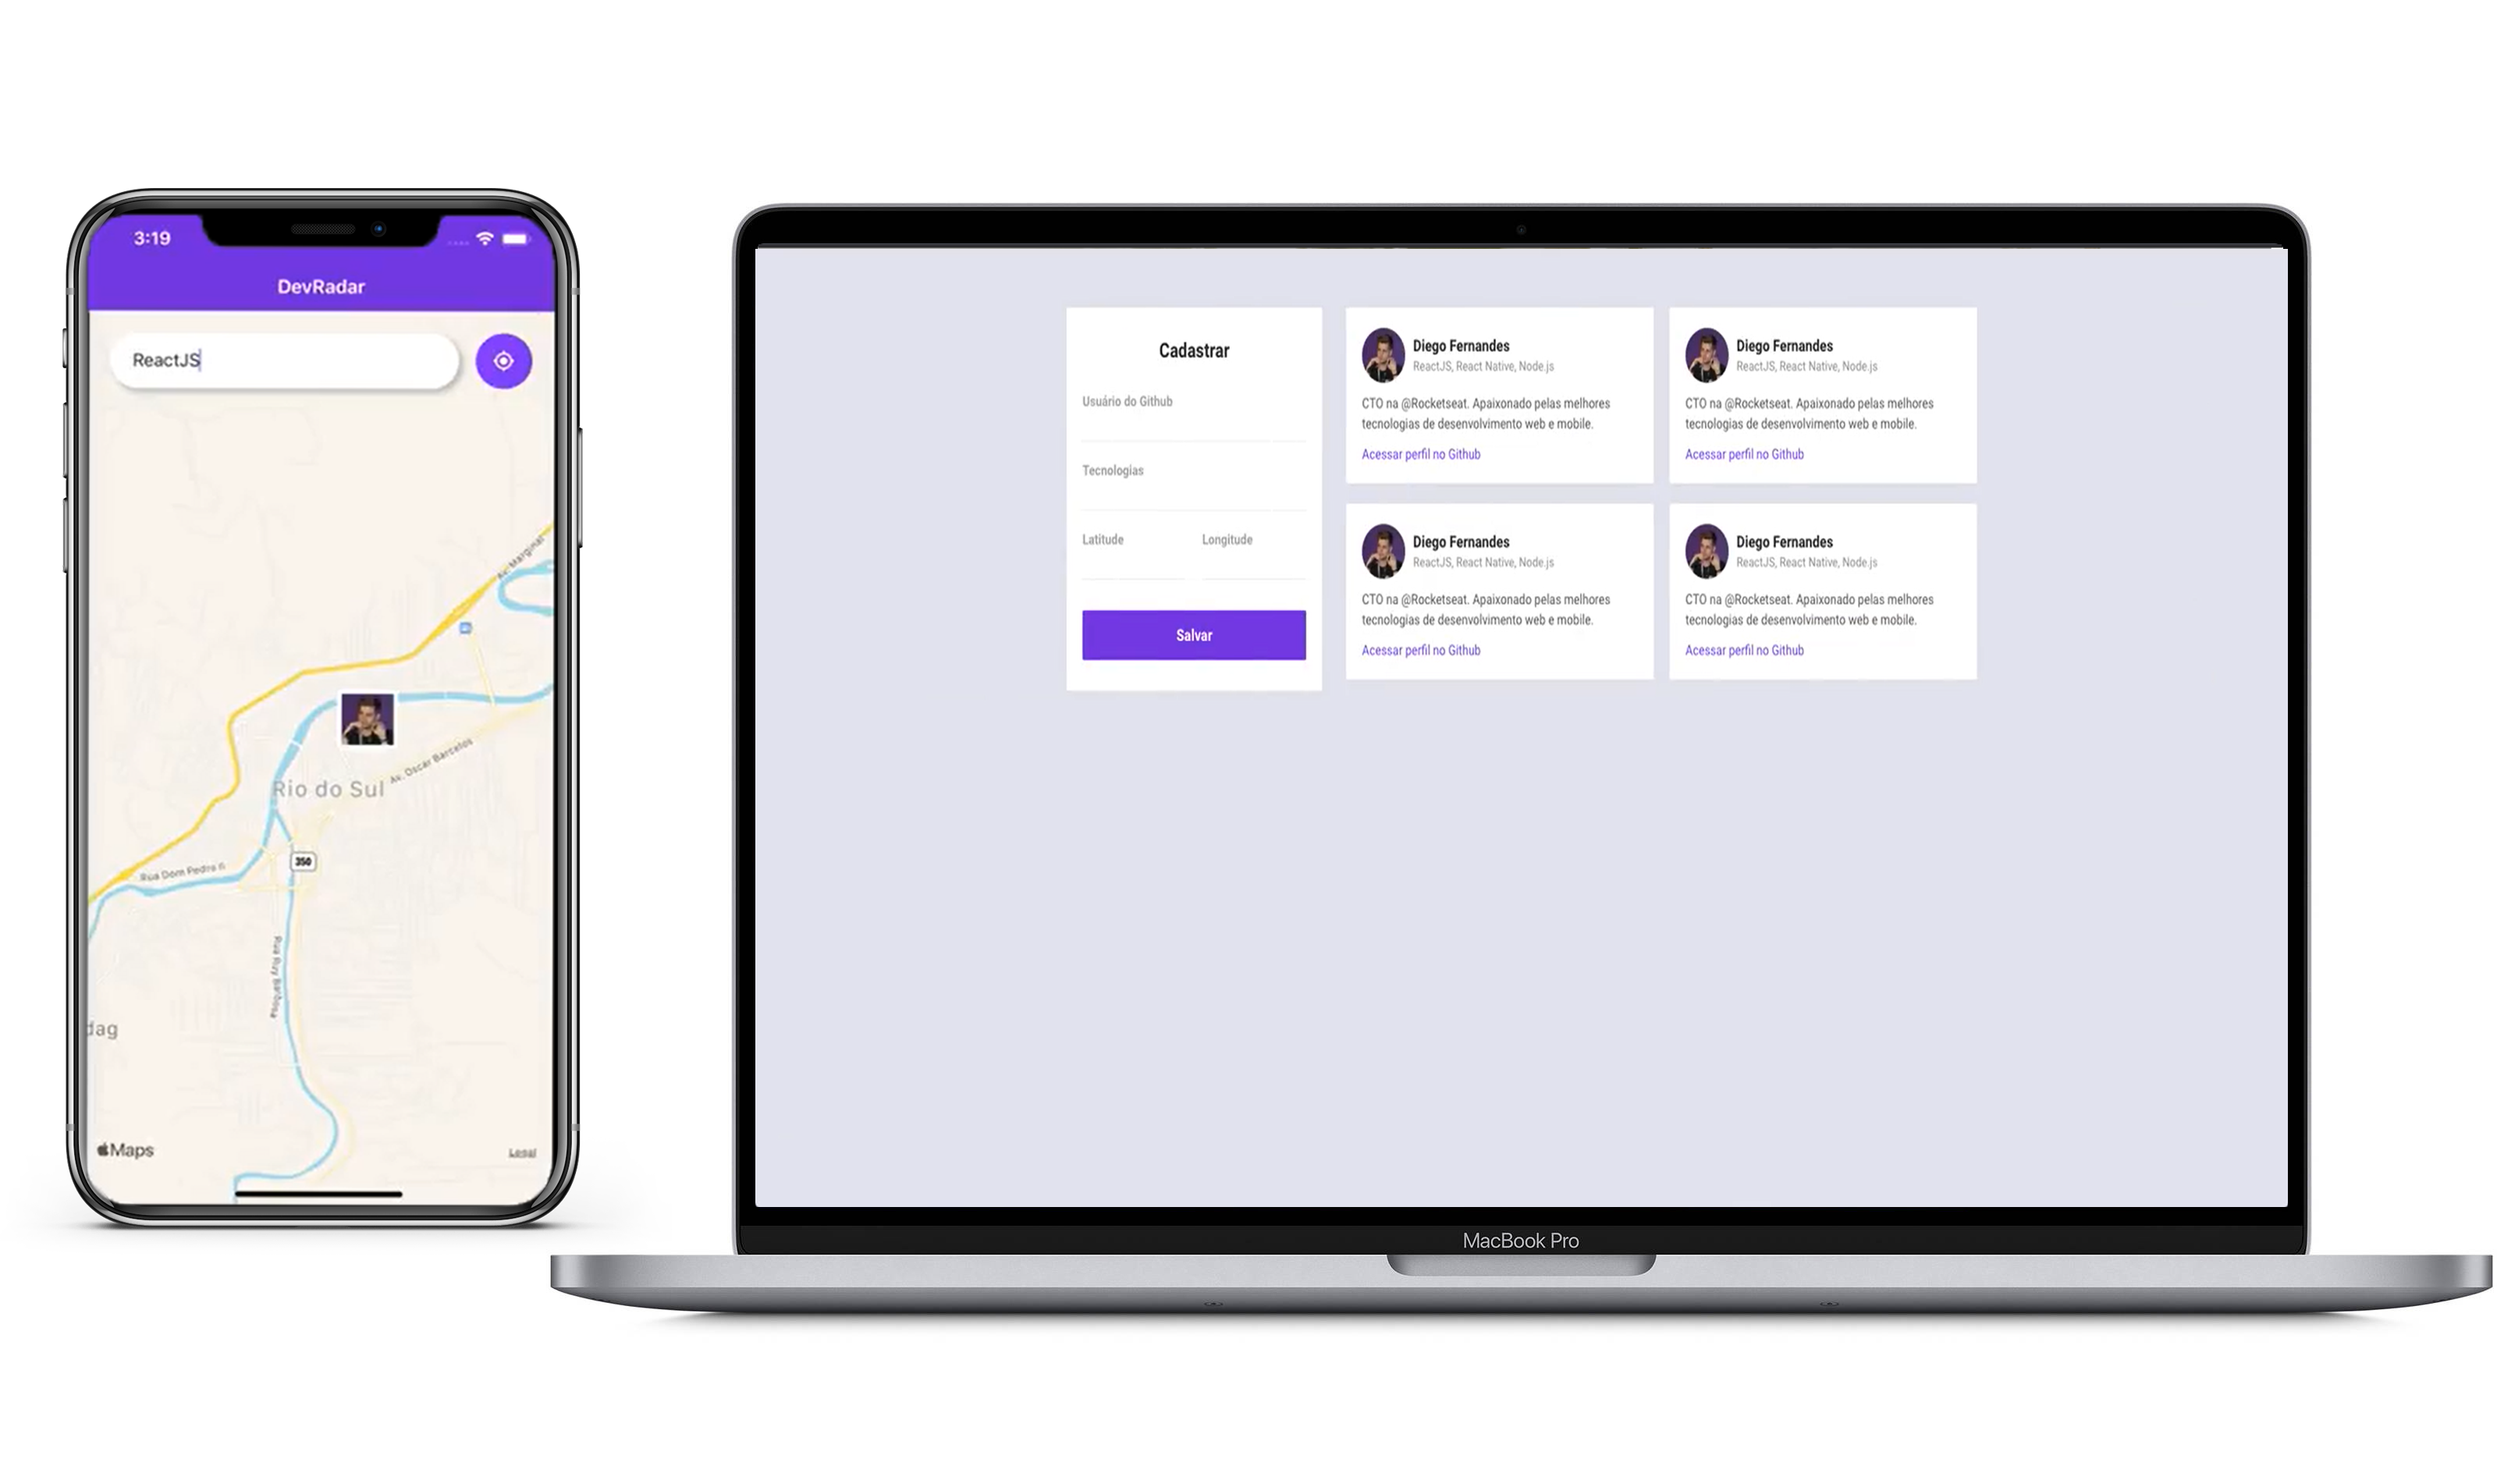 3:19
DevRadar
ReactJS
Av. Marginal
Av. Oscar Barcelos
Rio do Sul
350
Rua Dom Pedro II
Rua Ruy Barbosa
dag
Maps
Legal
Cadastrar
Usuário do Github
Tecnologias
Latitude Longitude
Salvar
Diego Fernandes
ReactJS, React Native, Node.js
CTO na @Rocketseat. Apaixonado pelas melhores
tecnologias de desenvolvimento web e mobile.
Acessar perfil no Github
Diego Fernandes
ReactJS, React Native, Node.js
CTO na @Rocketseat. Apaixonado pelas melhores
tecnologias de desenvolvimento web e mobile.
Acessar perfil no Github
Diego Fernandes
ReactJS, React Native, Node.js
CTO na @Rocketseat. Apaixonado pelas melhores
tecnologias de desenvolvimento web e mobile.
Acessar perfil no Github
Diego Fernandes
ReactJS, React Native, Node.js
CTO na @Rocketseat. Apaixonado pelas melhores
tecnologias de desenvolvimento web e mobile.
Acessar perfil no Github
MacBook Pro